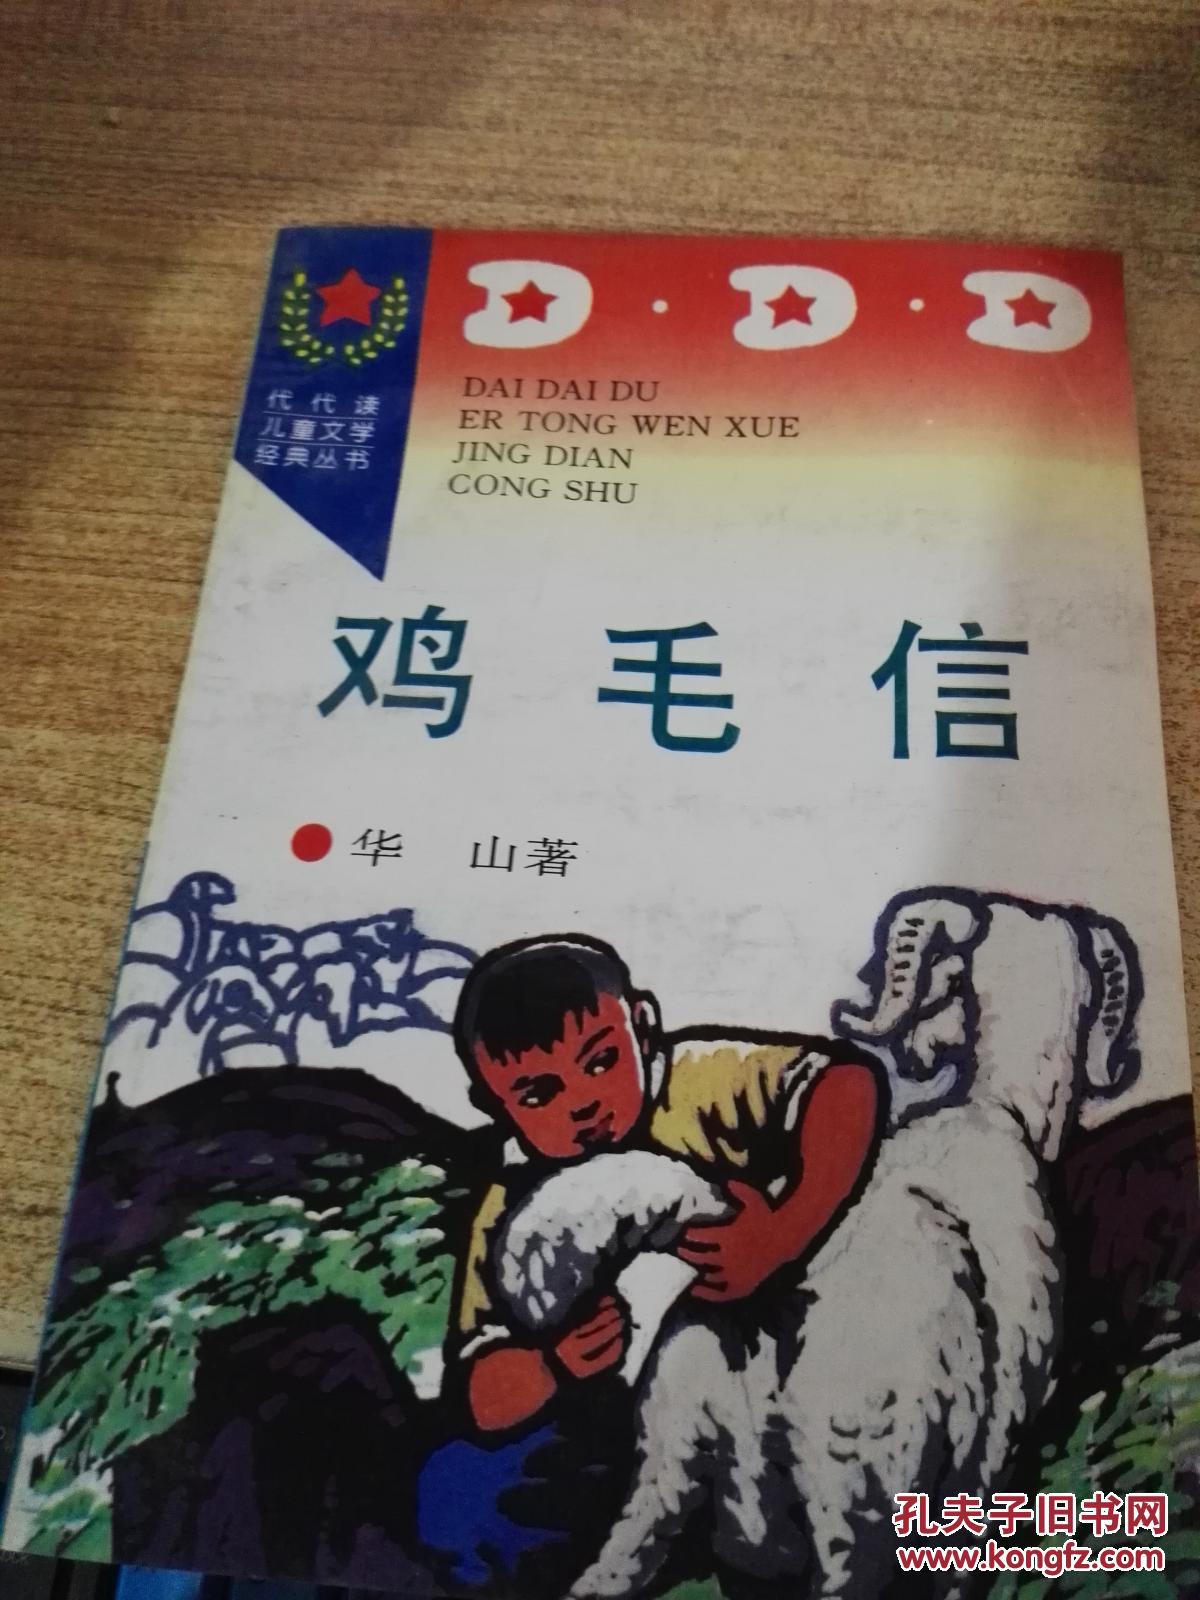 D·D·D
DAI DAI DU
ER TONG WEN XUE
JING DIAN
CONG SHU
代代读
儿童文学
经典丛书
鸡毛信
●华 山著
孔夫子旧书网
www.kongfz.com